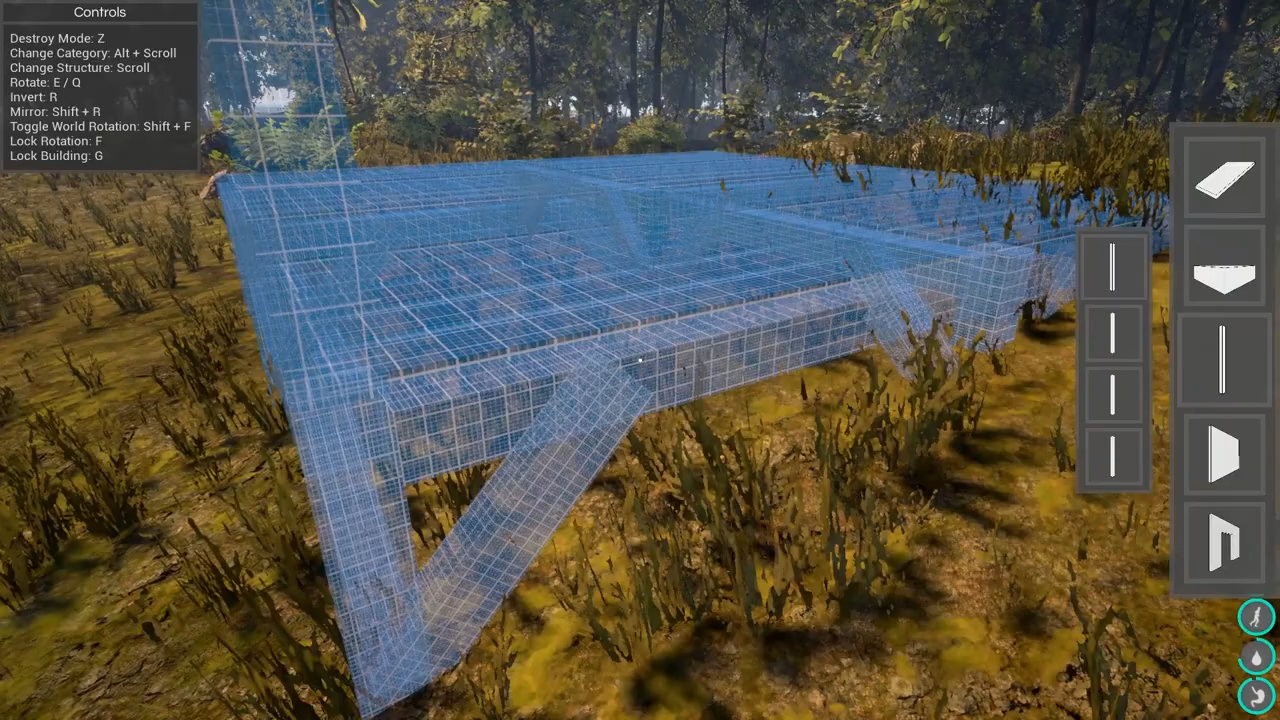 Controls
Destroy Mode: Z
Change Category: Alt + Scroll
Change Structure: Scroll
Rotate: E / Q
Invert: R
Mirror: Shift + R
Toggle World Rotation: Shift + F
Lock Rotation: F
Lock Building: G